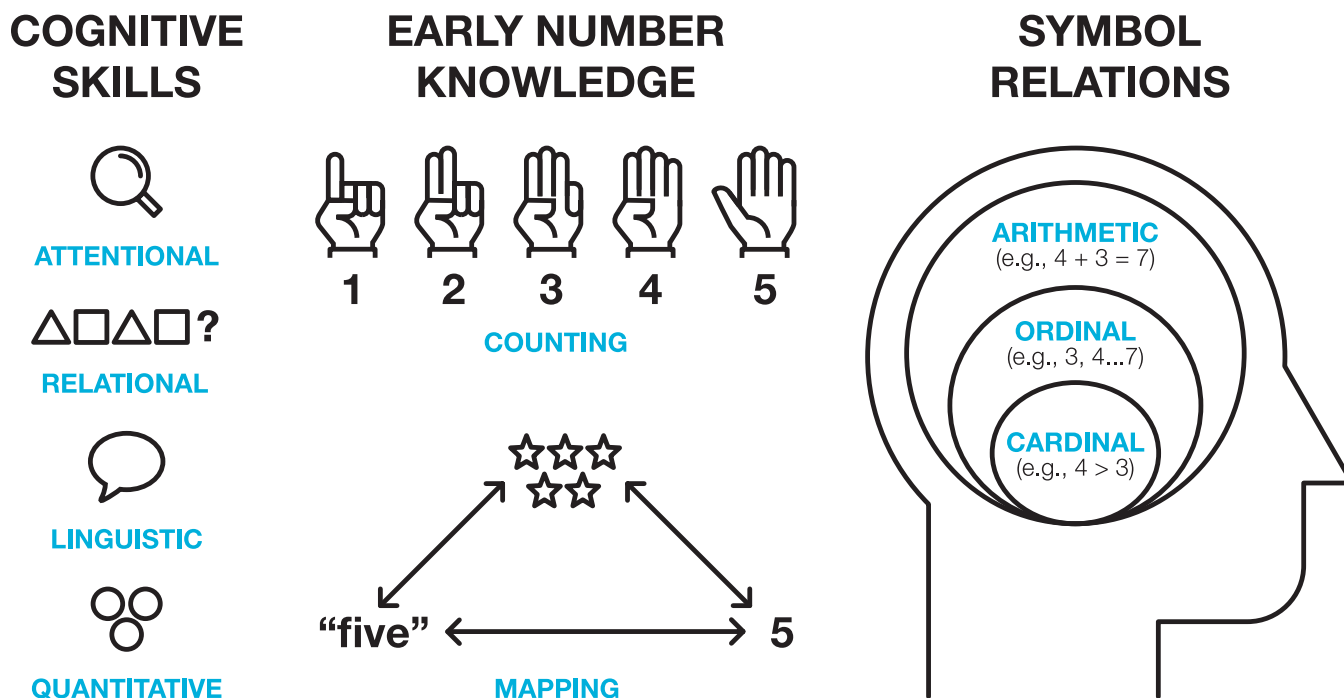 COGNITIVE
SKILLS
ATTENTIONAL
?
RELATIONAL
LINGUISTIC
QUANTITATIVE
EARLY NUMBER
KNOWLEDGE
1 2 3 4 5
COUNTING
“five” 5
MAPPING
SYMBOL
RELATIONS
ARITHMETIC
(e.g., 4 + 3 = 7)
ORDINAL
(e.g., 3, 4...7)
CARDINAL
(e.g., 4 > 3)